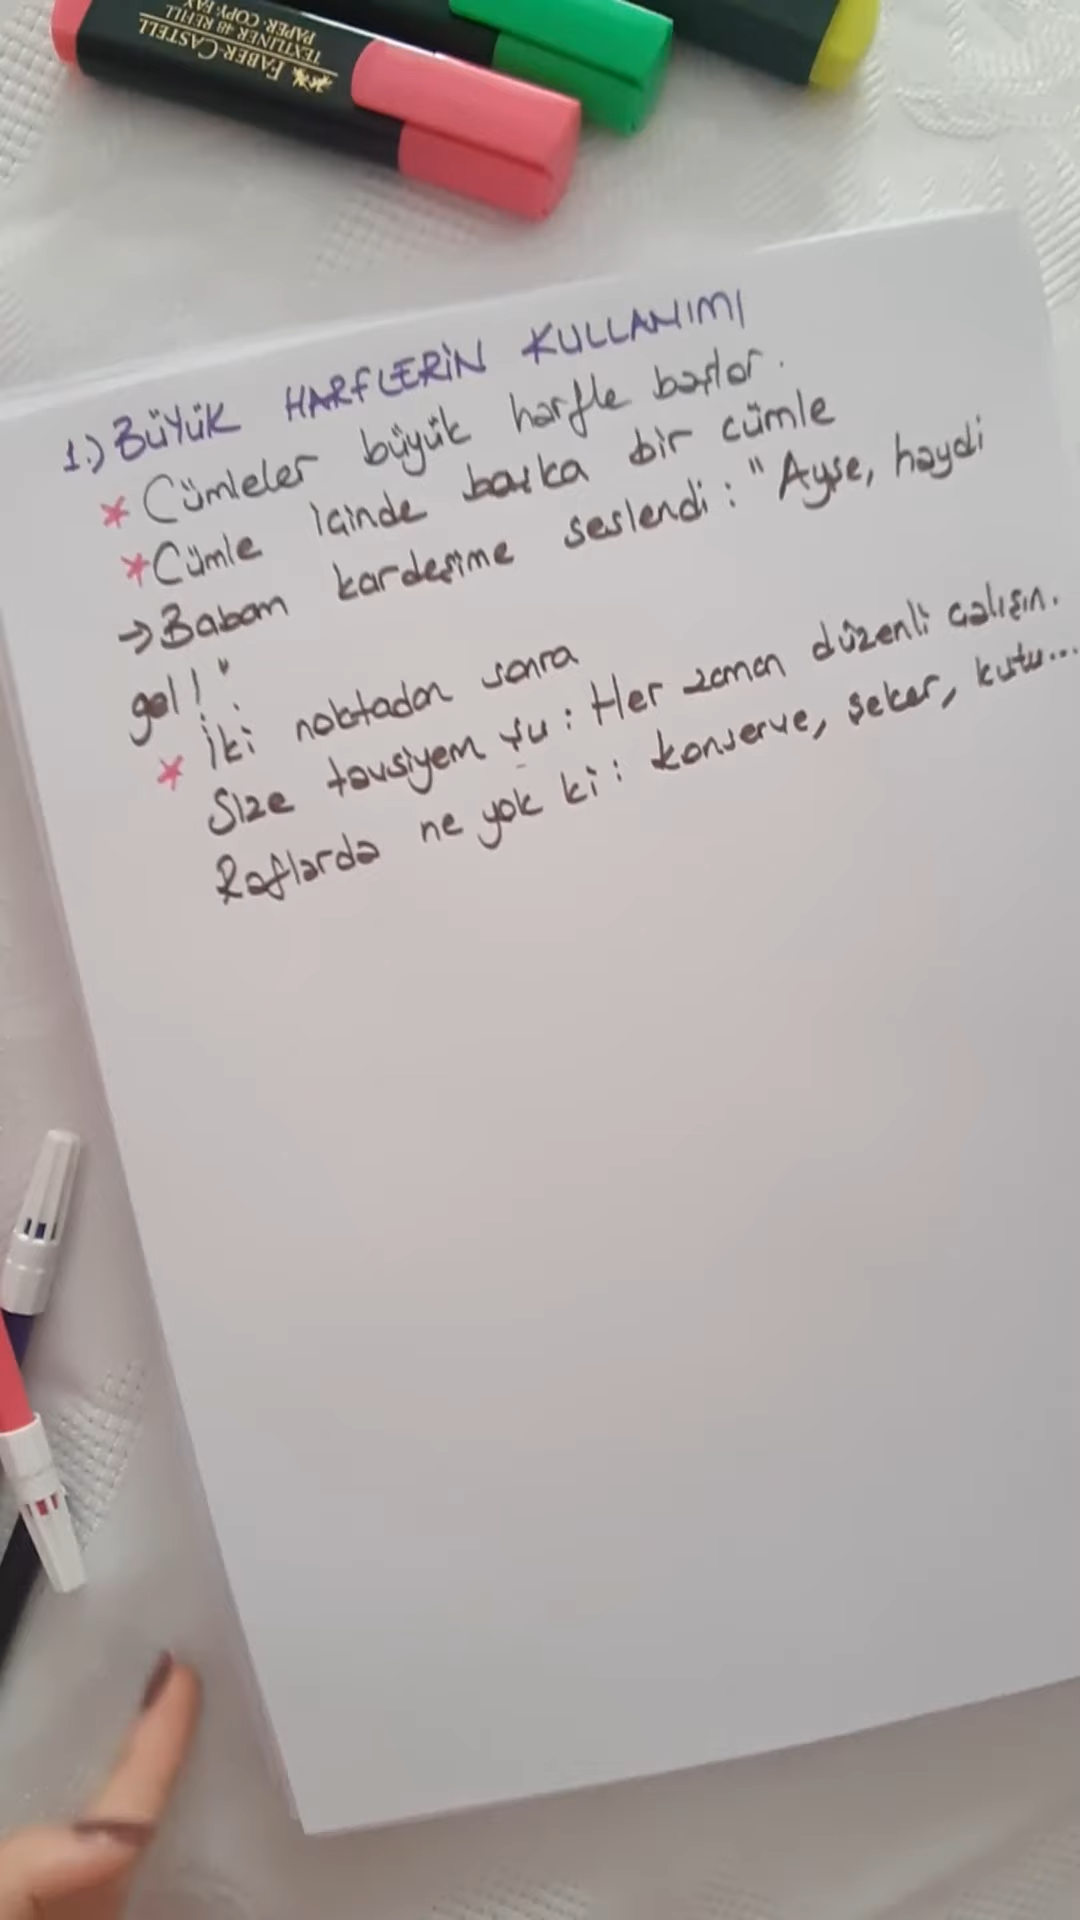 FABER-CASTELL
TEXTLINER 48 REFILL
PAPER·COPY·FAX
1.) BÜYÜK HARFLERİN KULLANIMI
* Cümleler büyük harfle başlar.
* Cümle içinde başka bir cümle
→ Babam kardeşime seslendi : "Ayşe, haydi
gel!"
* İki noktadan sonra
Size tavsiyem şu : Her zaman düzenli çalışın.
Raflarda ne yok ki : konserve, şeker, kutu...